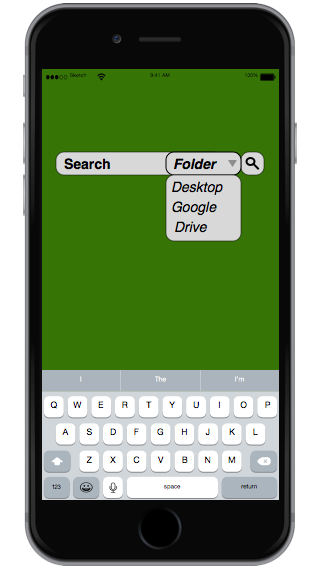 Sketch 9:41 AM 100%
Search Folder
Desktop
Google
Drive
I The I'm
Q W E R T Y U I O P
A S D F G H J K L
Z X C V B N M
123 space return